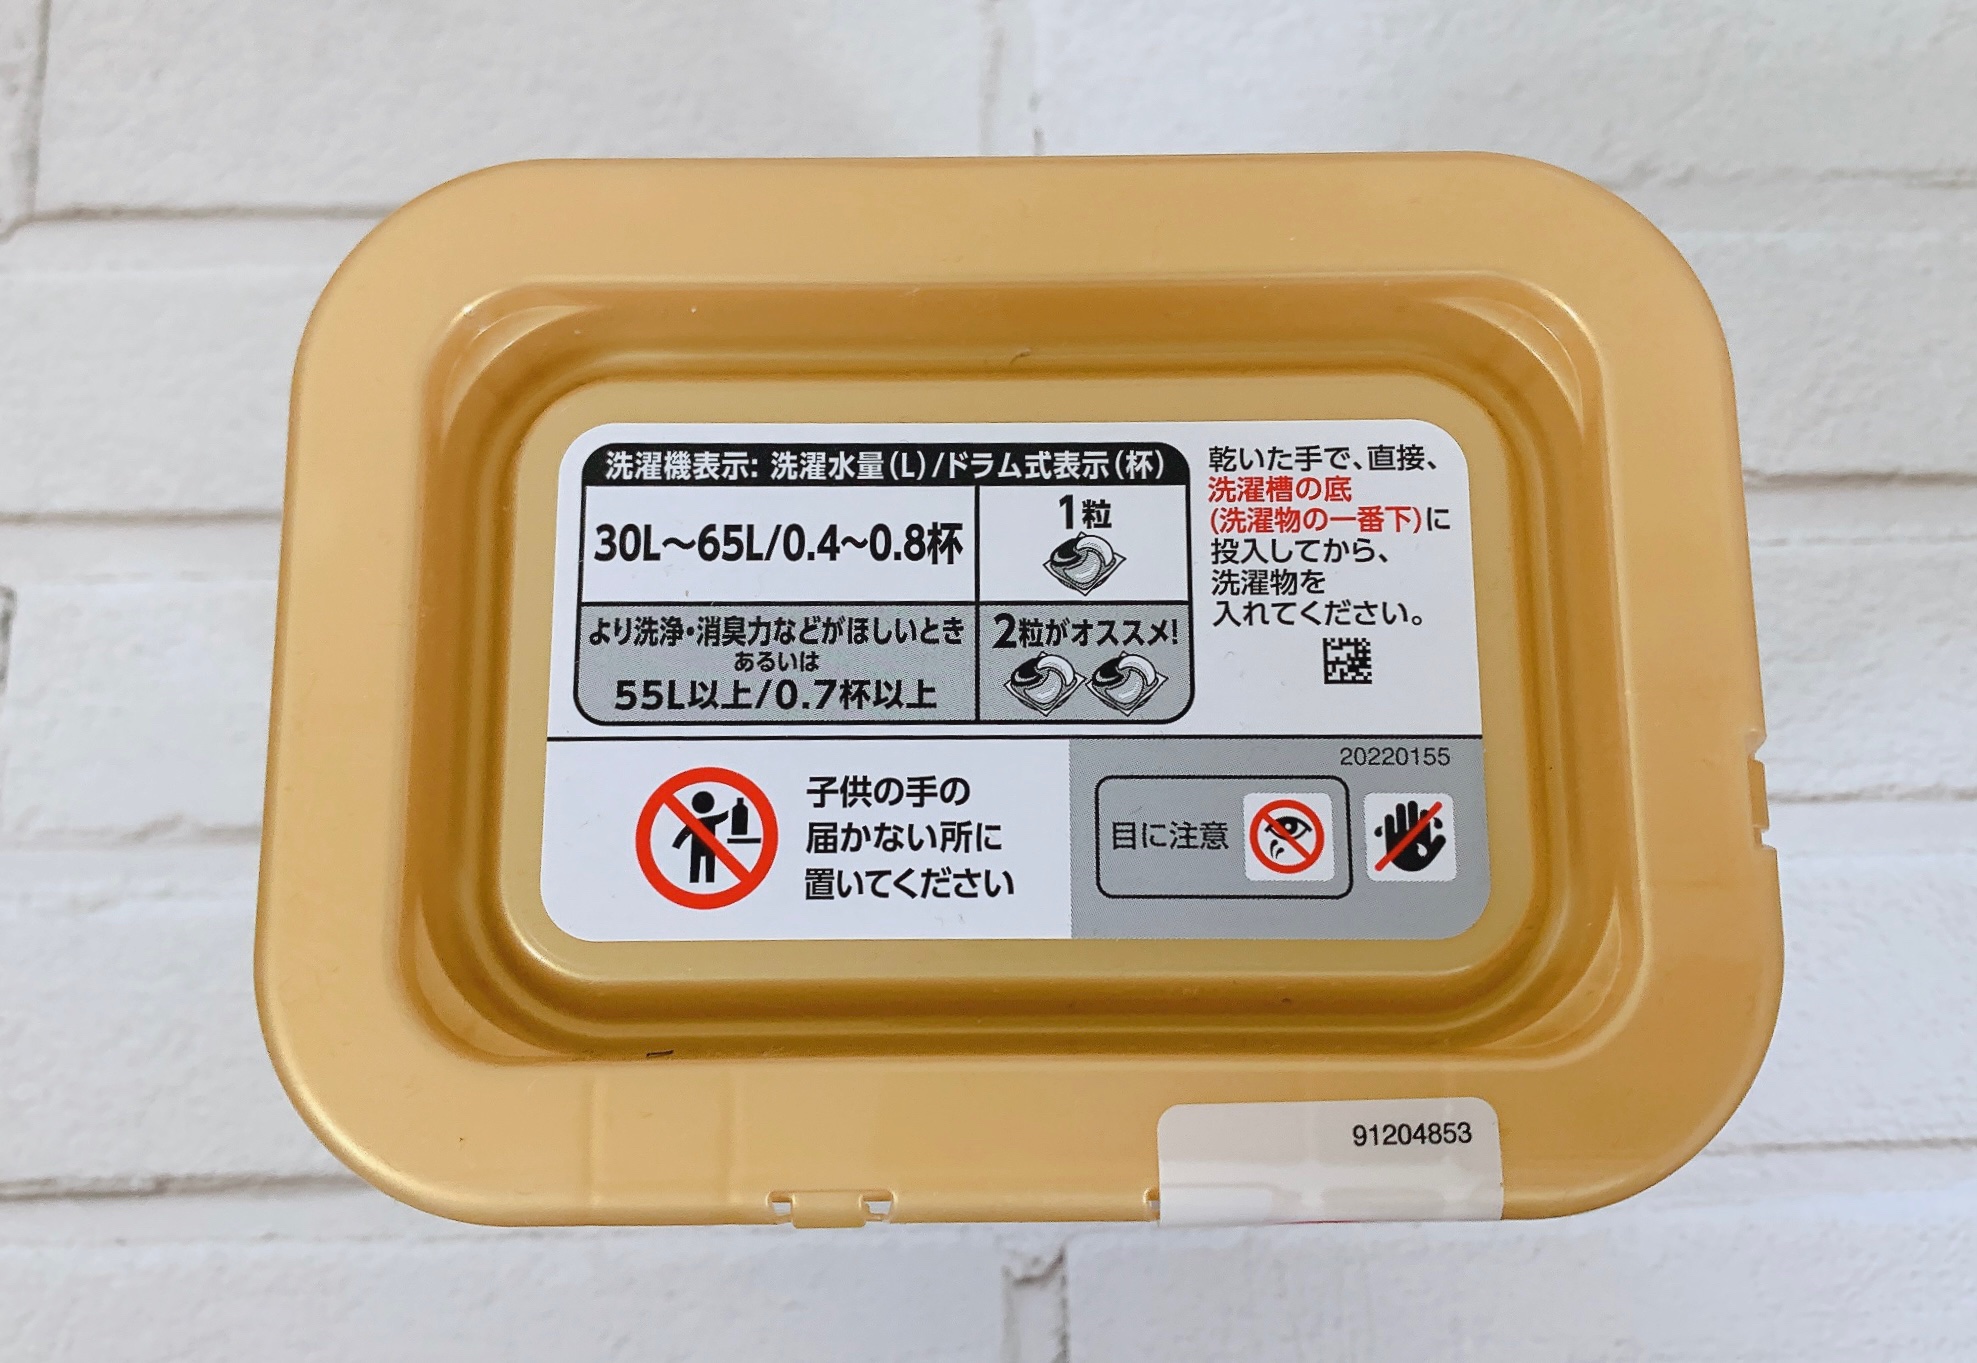 洗濯機表示: 洗濯水量(L)/ドラム式表示(杯)
30L～65L/0.4～0.8杯
1粒
より洗浄・消臭力などがほしいとき
あるいは
55L以上/0.7杯以上
2粒がオススメ!
乾いた手で、直接、
洗濯槽の底
(洗濯物の一番下)に
投入してから、
洗濯物を
入れてください。
子供の手の
届かない所に
置いてください
20220155
目に注意
91204853